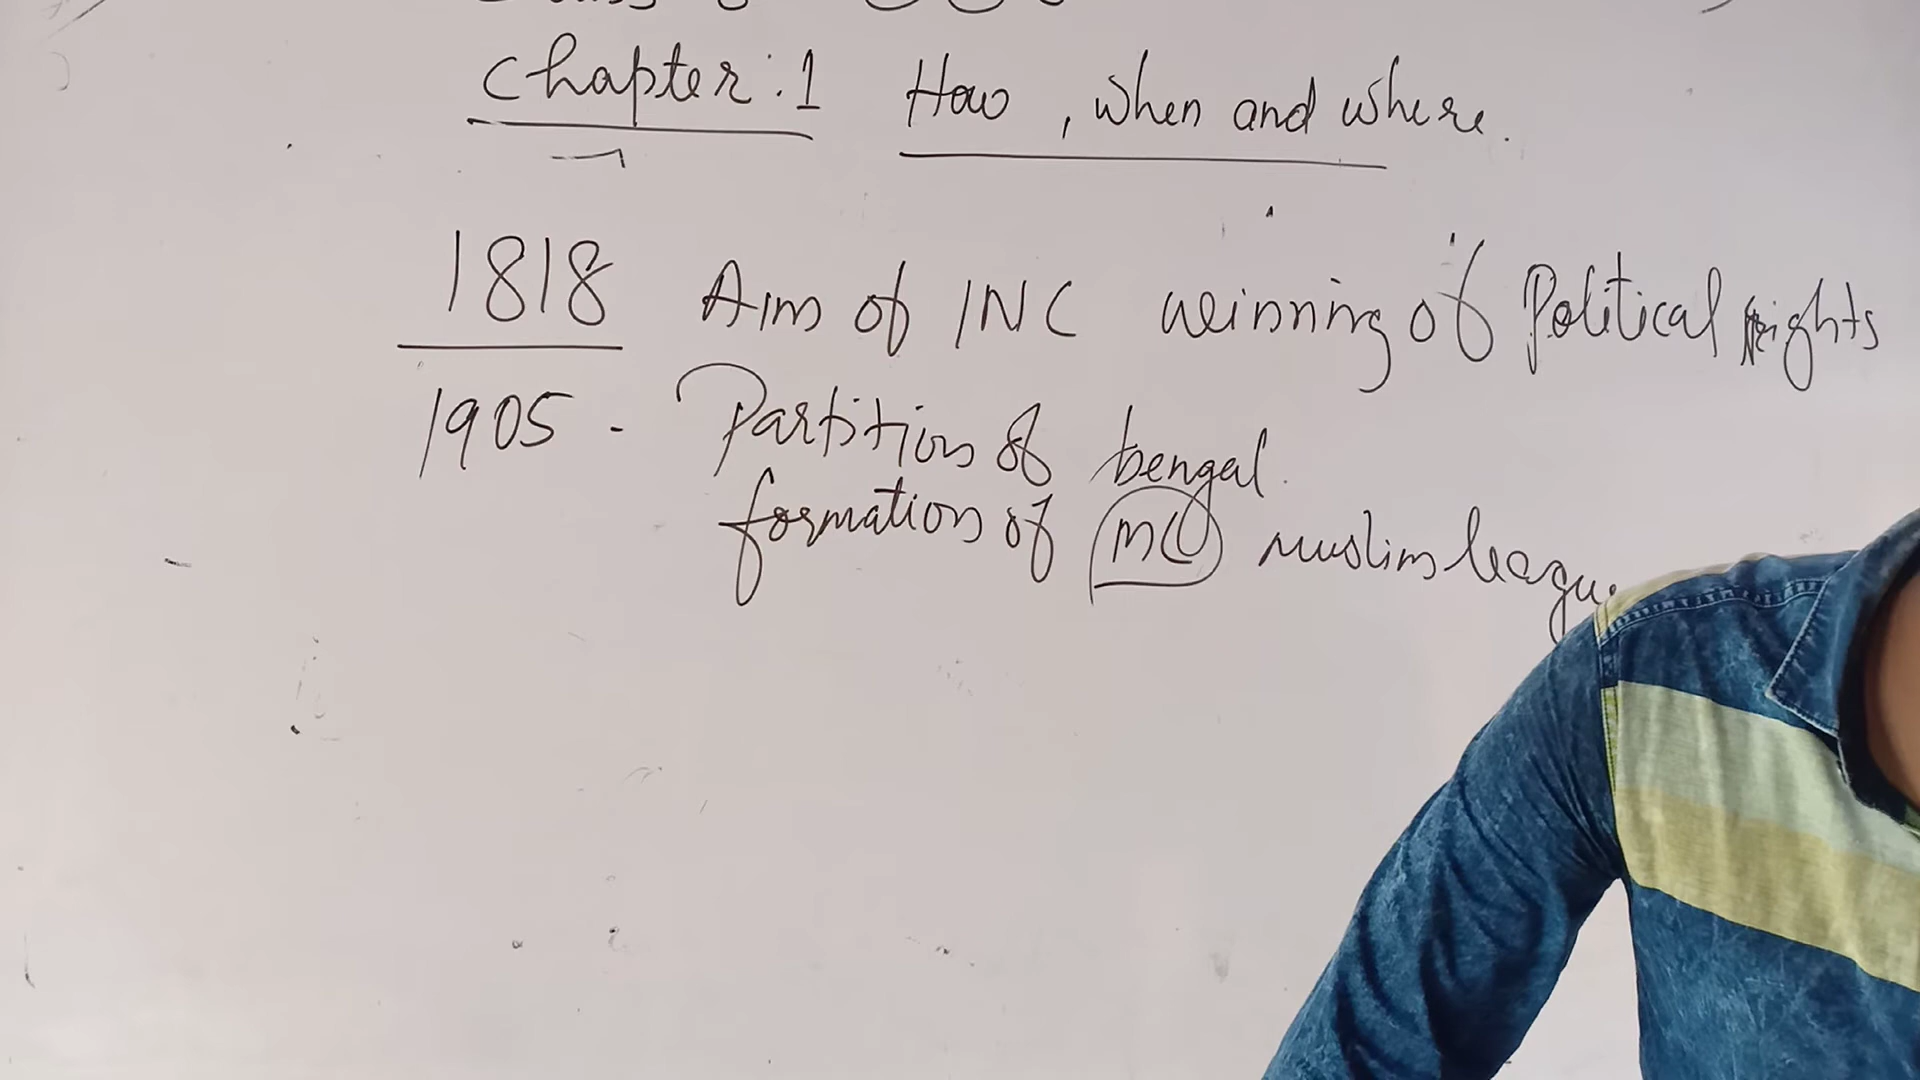 Chapter : 1 How , when and where.
1818 Aim of INC winning of Political rights
1905 - Partition of bengal.
formation of ML muslim league